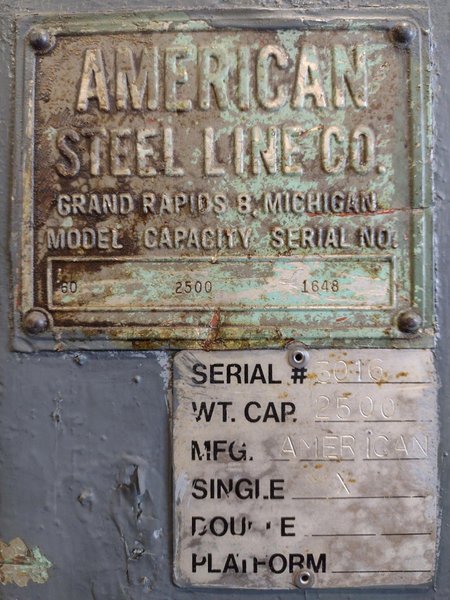 AMERICAN
STEEL LINE CO.
GRAND RAPIDS 8, MICHIGAN
MODEL CAPACITY SERIAL NO.
60 2500 1648
SERIAL # 5016
WT. CAP. 2500
MFG. AMERICAN
SINGLE X
DOUBLE
PLATFORM